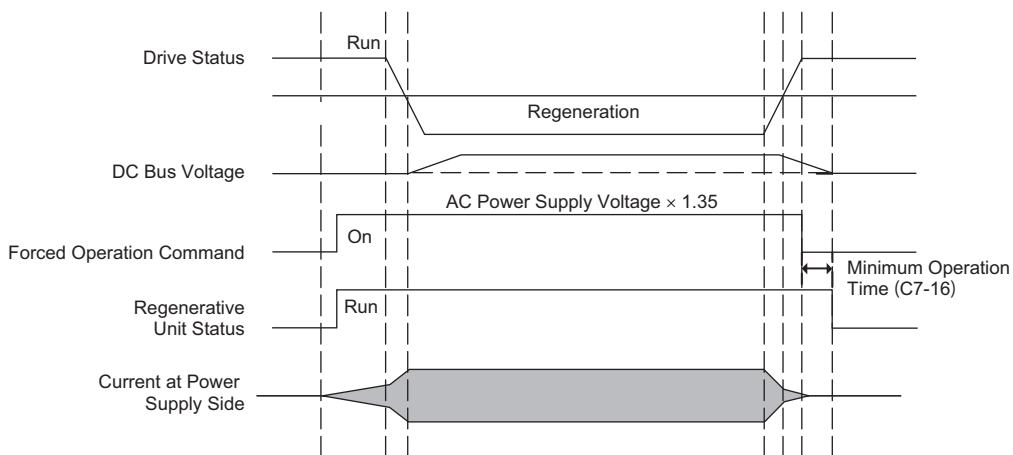 Drive Status
Run
Regeneration
DC Bus Voltage
AC Power Supply Voltage × 1.35
Forced Operation Command
On
Minimum Operation
Time (C7-16)
Regenerative
Unit Status
Run
Current at Power
Supply Side